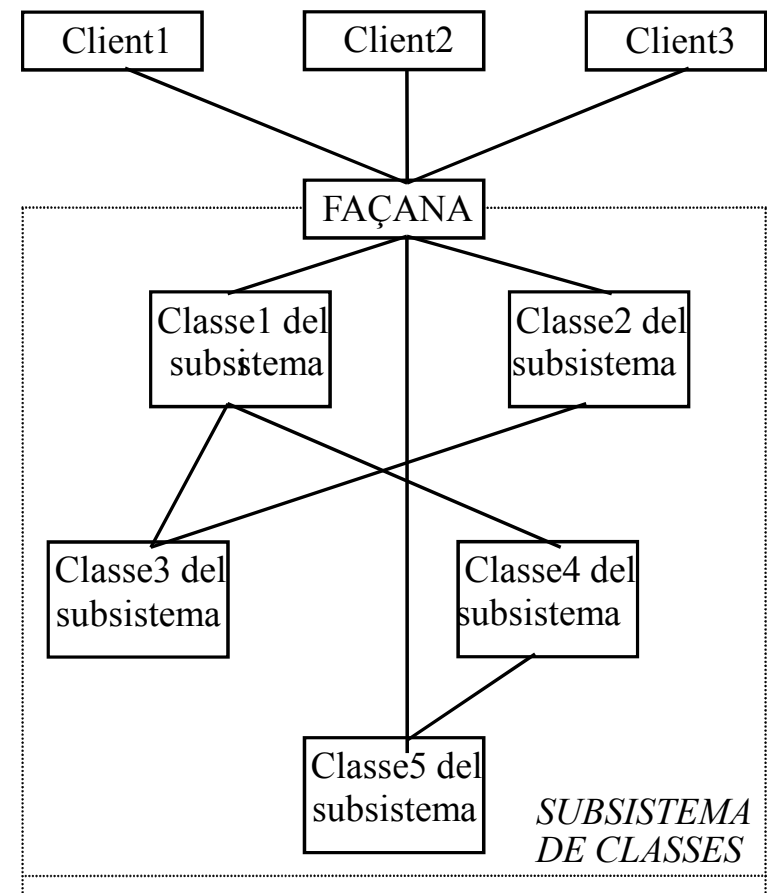 Client1
Client2
Client3
FAÇANA
Classe1 del
subsistema
Classe2 del
subsistema
Classe3 del
subsistema
Classe4 del
subsistema
Classe5 del
subsistema
SUBSISTEMA
DE CLASSES